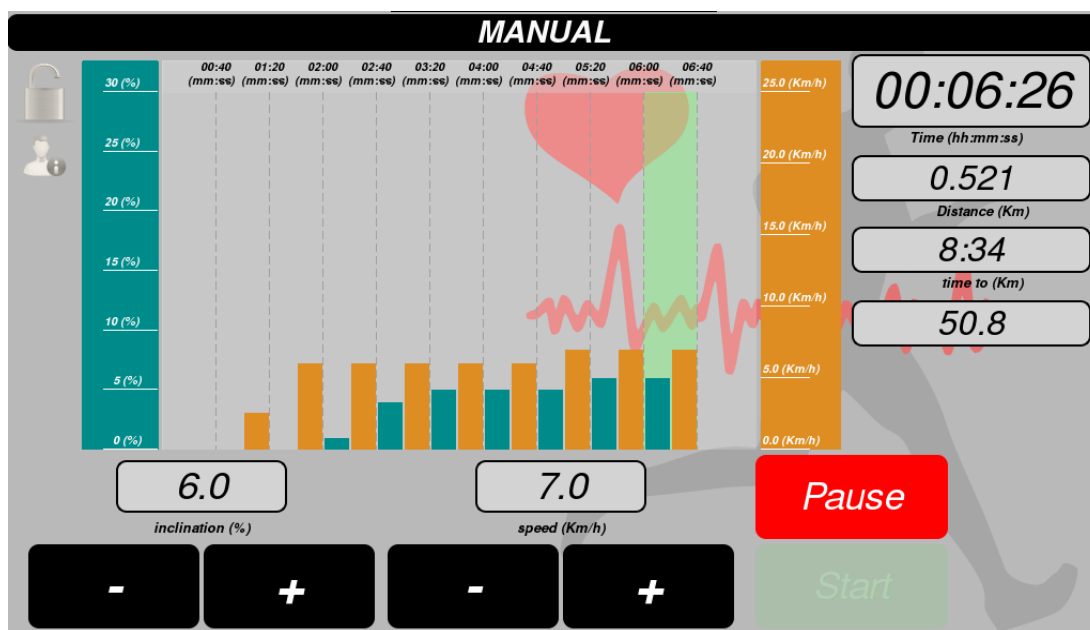 MANUAL
00:40 01:20 02:00 02:40 03:20 04:00 04:40 05:20 06:00 06:40
(mm:ss) (mm:ss) (mm:ss) (mm:ss) (mm:ss) (mm:ss) (mm:ss) (mm:ss) (mm:ss) (mm:ss)
30 (%)
25 (%)
20 (%)
15 (%)
10 (%)
5 (%)
0 (%)
25.0 (Km/h)
20.0 (Km/h)
15.0 (Km/h)
10.0 (Km/h)
5.0 (Km/h)
0.0 (Km/h)
00:06:26
Time (hh:mm:ss)
0.521
Distance (Km)
8:34
time to (Km)
50.8
6.0
inclination (%)
7.0
speed (Km/h)
Pause
- + - +
Start